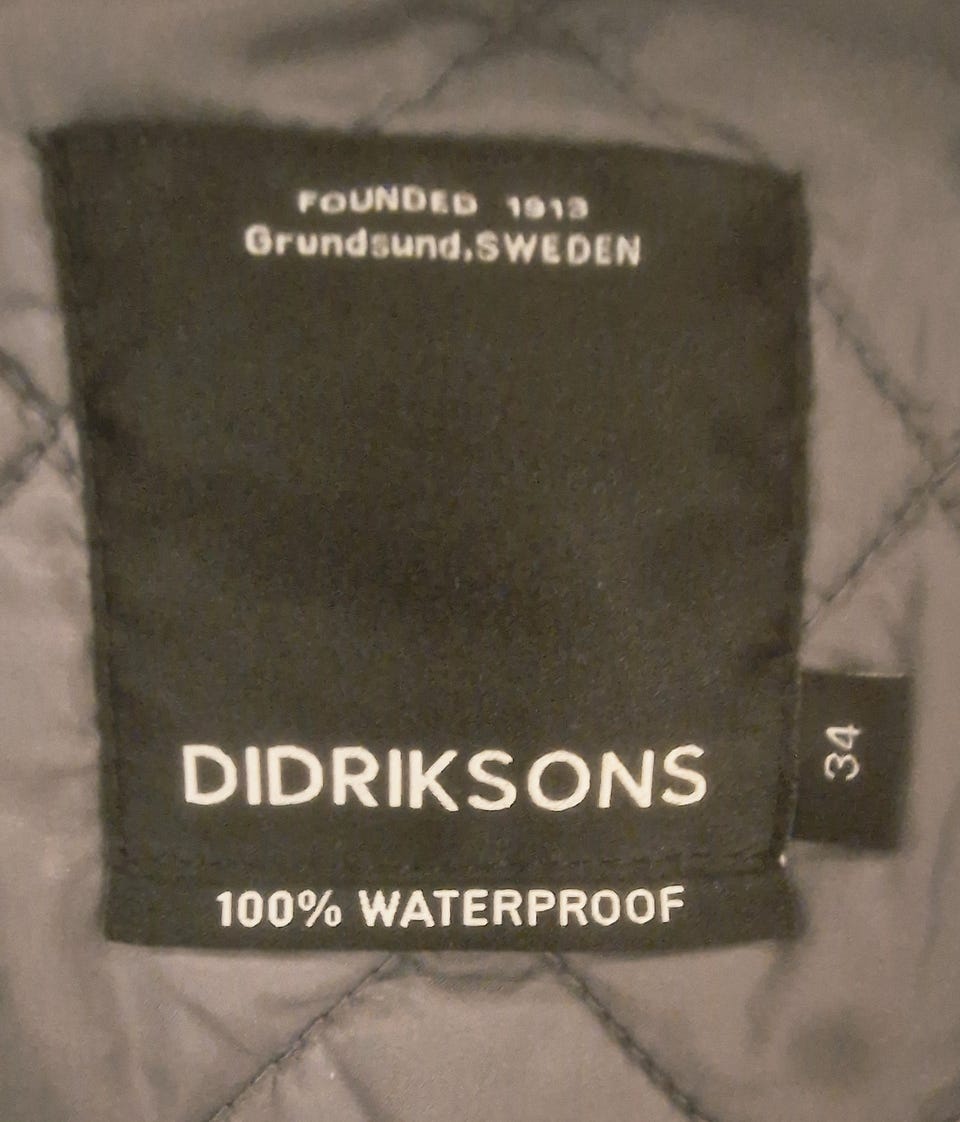 FOUNDED 1913
Grundsund,SWEDEN
DIDRIKSONS
34
100% WATERPROOF